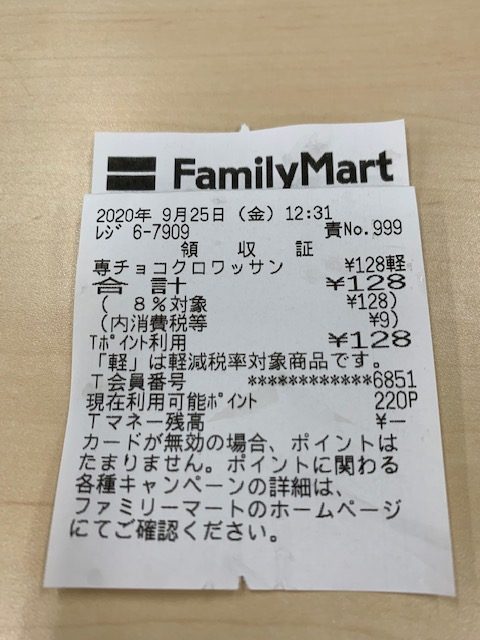 FamilyMart
2020年 9月25日(金) 12:31
ﾚｼﾞ 6-7909 責No.999
領 収 証
専チョコクロワッサン ¥128軽
合 計 ¥128
( 8%対象 ¥128)
(内消費税等 ¥9)
Tﾎﾟｲﾝﾄ利用 ¥128
「軽」は軽減税率対象商品です。
T会員番号 ************6851
現在利用可能ﾎﾟｲﾝﾄ 220P
Tマネー残高 ¥―
カードが無効の場合、ポイントは
たまりません。ポイントに関わる
各種キャンペーンの詳細は、
ファミリーマートのホームページ
にてご確認ください。